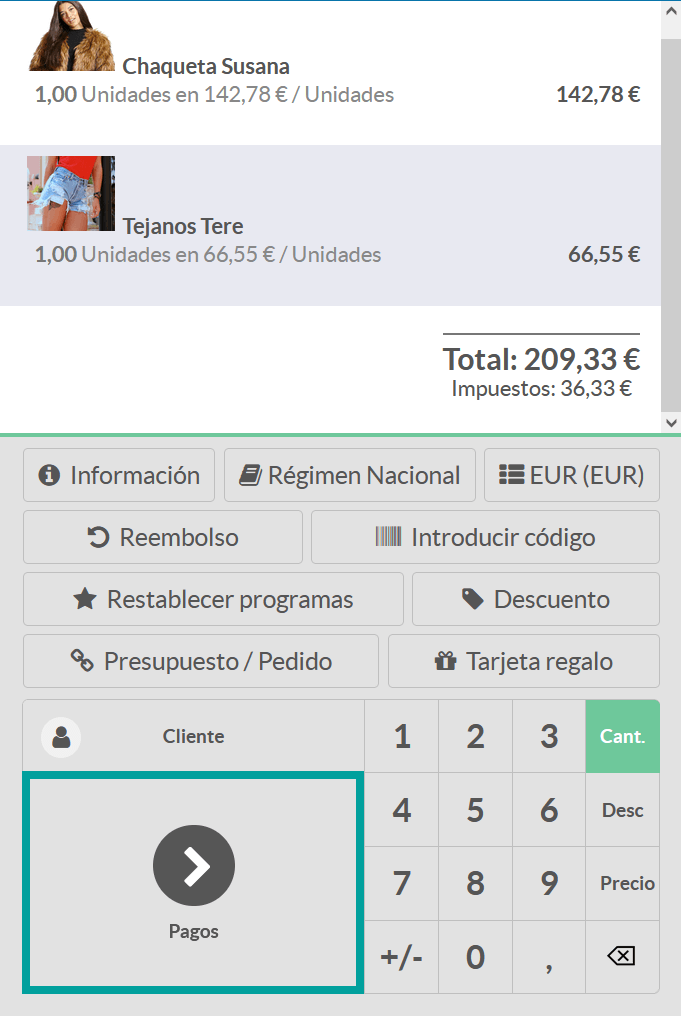 Chaqueta Susana
1,00 Unidades en 142,78 € / Unidades 142,78 €
Tejanos Tere
1,00 Unidades en 66,55 € / Unidades 66,55 €
Total: 209,33 €
Impuestos: 36,33 €
Información Régimen Nacional EUR (EUR)
Reembolso Introducir código
Restablecer programas Descuento
Presupuesto / Pedido Tarjeta regalo
Cliente 1 2 3 Cant.
4 5 6 Desc
7 8 9 Precio
Pagos
+/- 0 ,